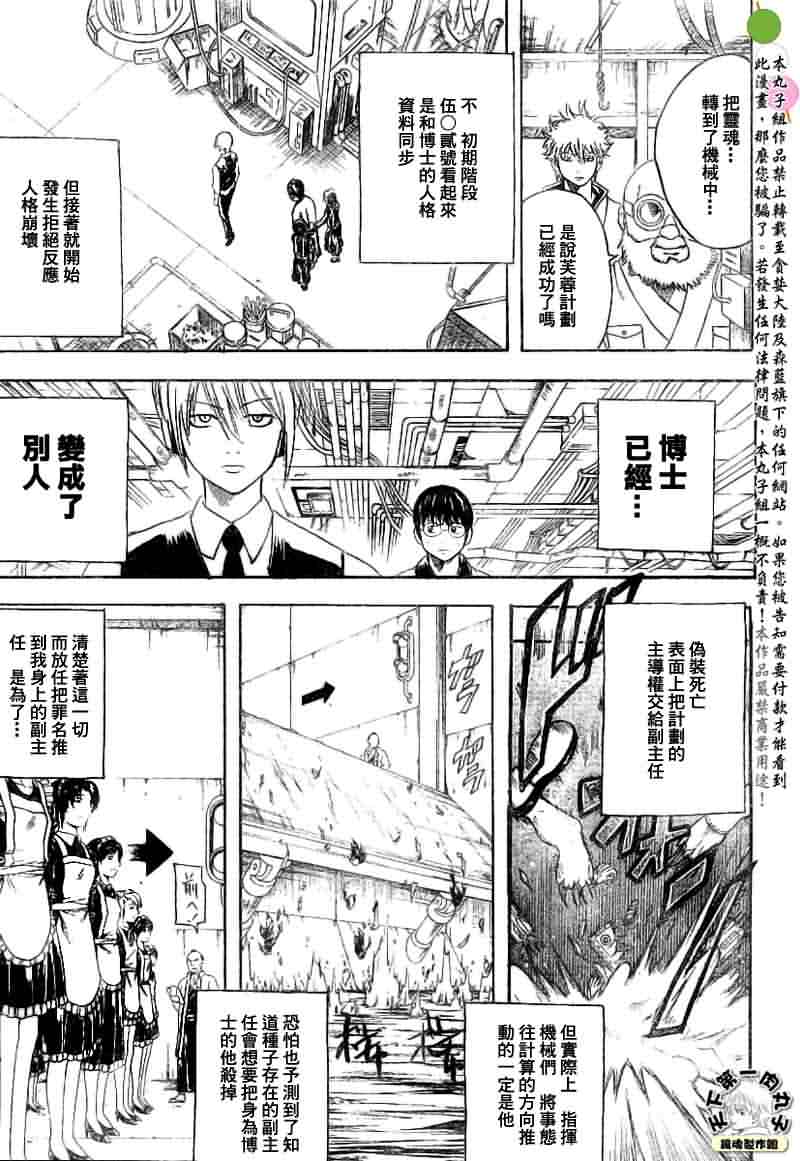 把靈魂…
轉到了機械中…
是說芙蓉計劃
已經成功了嗎
不 初期階段
伍○貳號看起來
是和博士的人格
資料同步
但接著就開始
發生拒絕反應
人格崩壞
博士
已經…
變成了
別人
偽裝死亡
表面上把計劃的
主導權交給副主任
但實際上 指揮
機械們 將事態
往計算的方向推
動的一定是他
恐怕也予測到了知
道種子存在的副主
任會想要把身為博
士的他殺掉
清楚著這一切
而放任把罪名推
到我身上的副主
任 是為了…
前へ！
本丸子組作品禁止轉載至貪婪大陸及森藍旗下的任何網站。如果您被告知需要付款才能看到
此漫畫，那麼您被騙了。若發生任何法律問題，本丸子組一概不負責！本作品嚴禁商業用途！
天下第一肉丸子
銀魂製作組